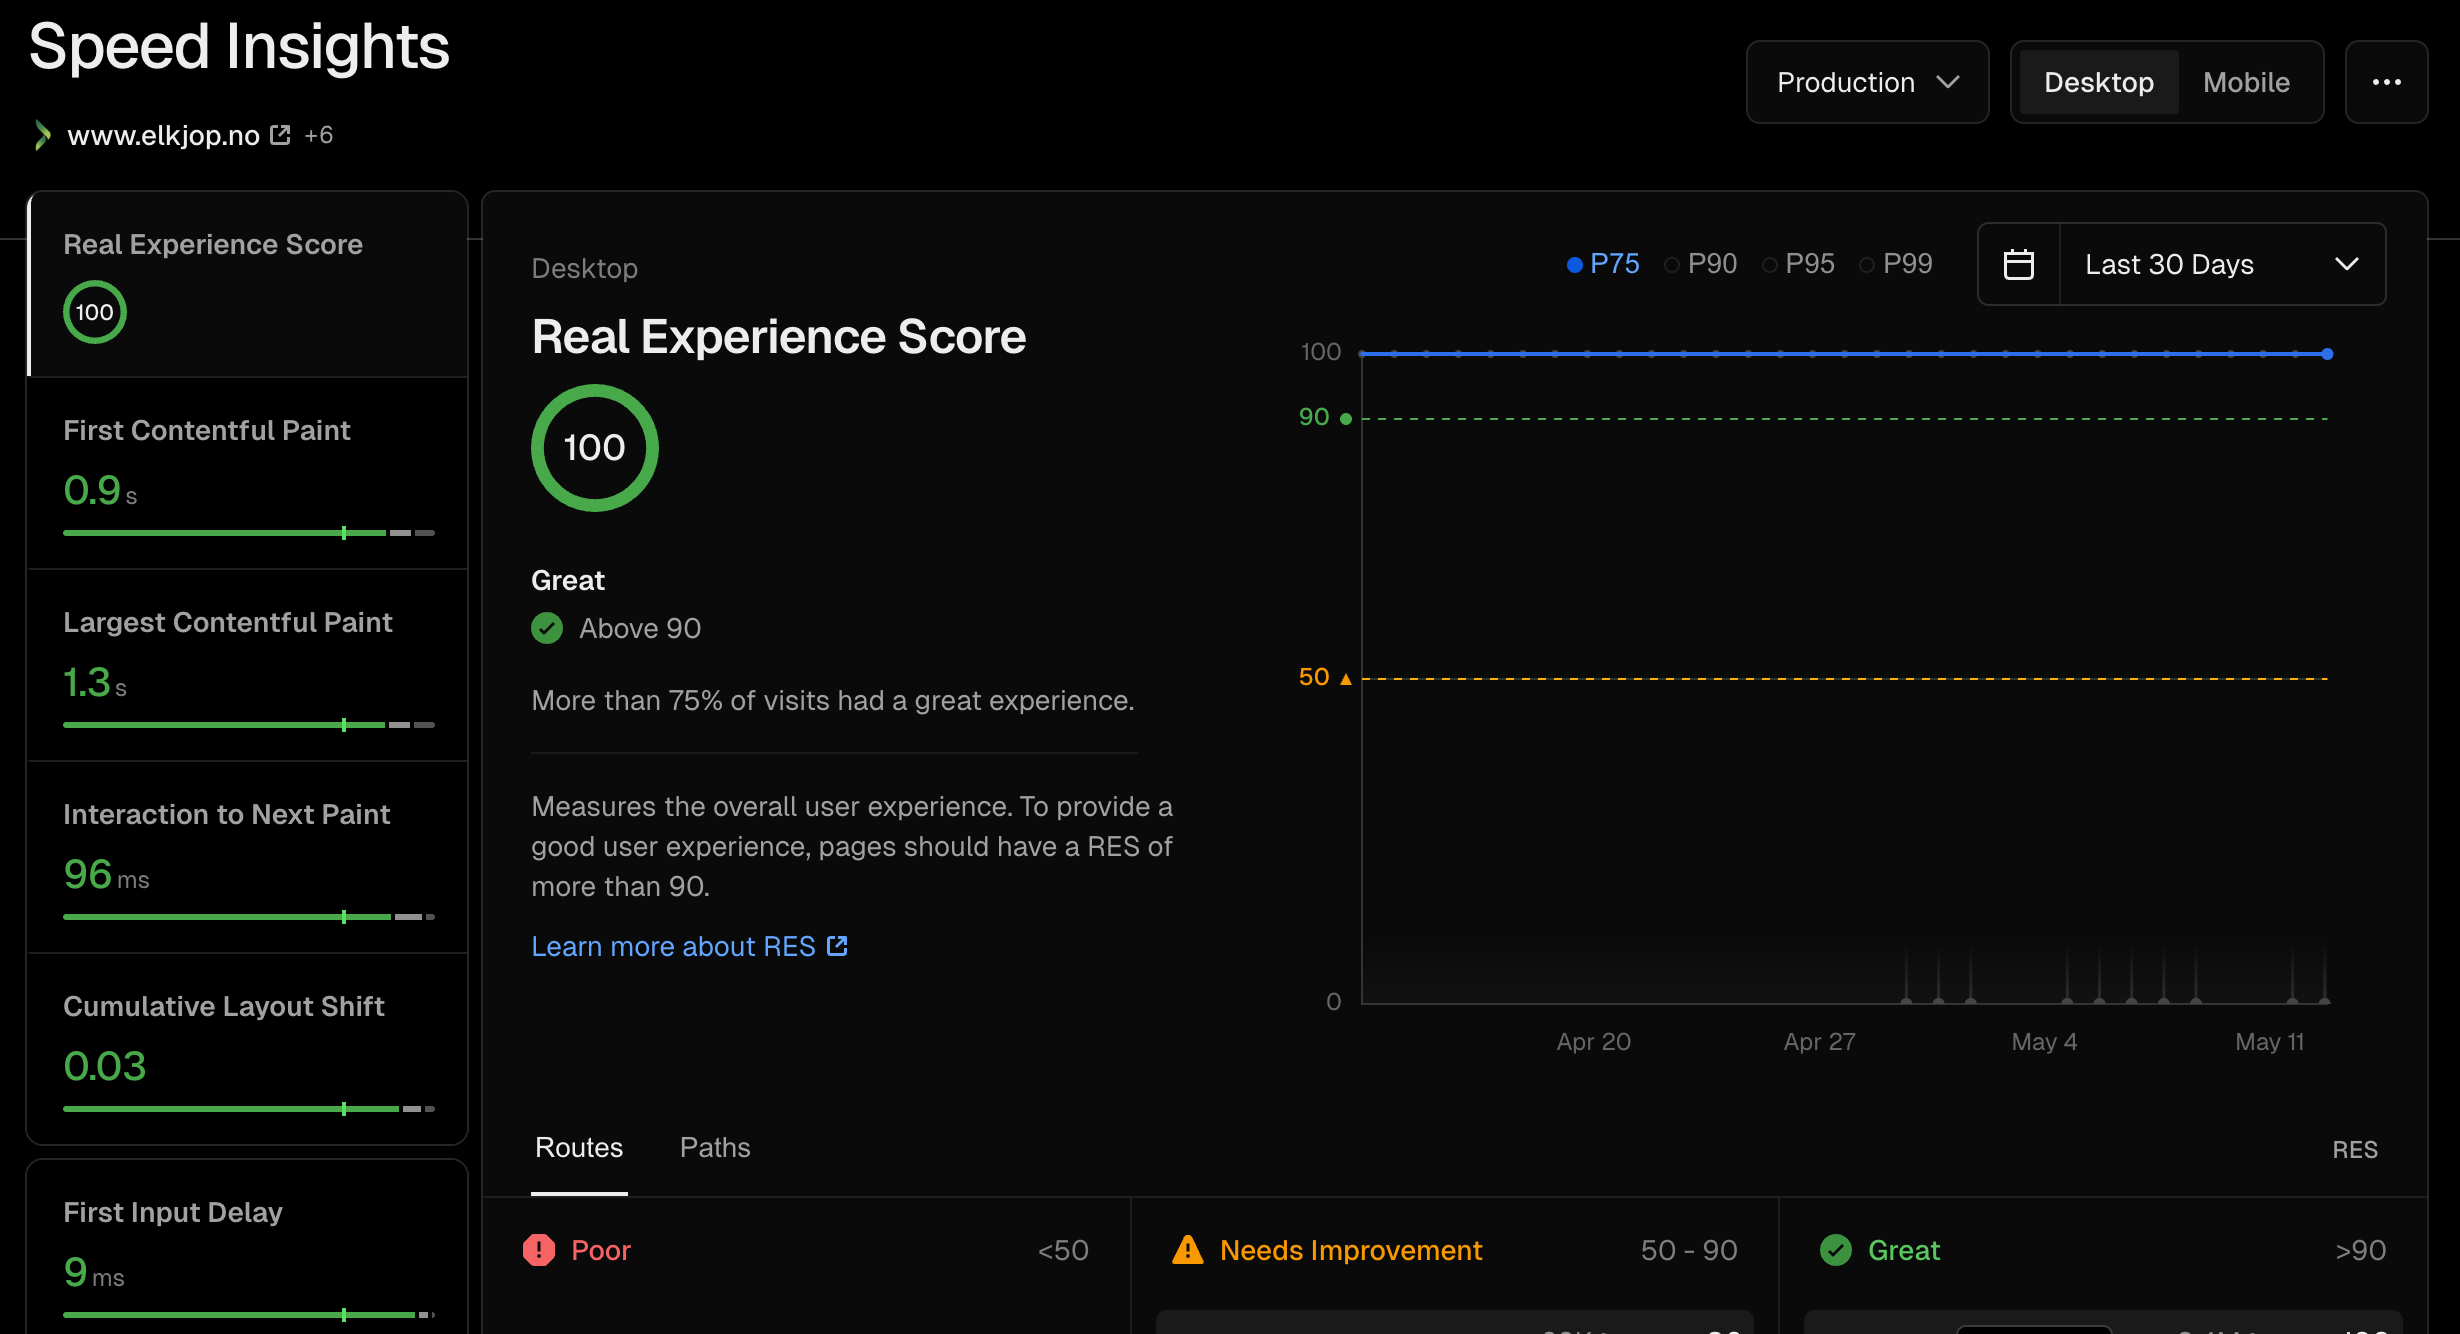 Speed Insights
www.elkjop.no +6
Production
Desktop
Mobile
Real Experience Score
100
First Contentful Paint
0.9 s
Largest Contentful Paint
1.3 s
Interaction to Next Paint
96 ms
Cumulative Layout Shift
0.03
First Input Delay
9 ms
Desktop
Real Experience Score
100
Great
Above 90
More than 75% of visits had a great experience.
Measures the overall user experience. To provide a
good user experience, pages should have a RES of
more than 90.
Learn more about RES
P75 P90 P95 P99
Last 30 Days
100
90
50
0
Apr 20 Apr 27 May 4 May 11
Routes Paths
RES
Poor <50
Needs Improvement 50 - 90
Great >90